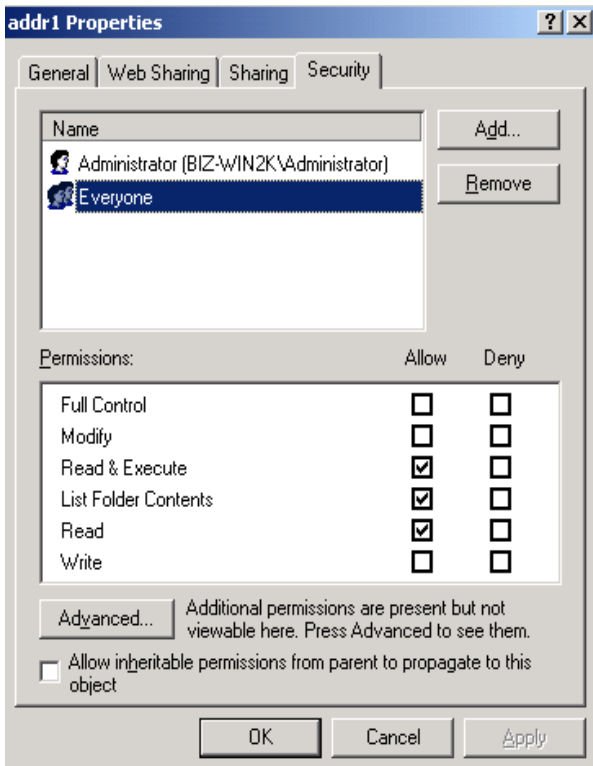 addr1 Properties
General Web Sharing Sharing Security
Name
Add...
Administrator (BIZ-WIN2K\Administrator)
Everyone
Remove
Permissions: Allow Deny
Full Control
Modify
Read & Execute
List Folder Contents
Read
Write
Advanced...
Additional permissions are present but not
viewable here. Press Advanced to see them.
Allow inheritable permissions from parent to propagate to this
object
OK Cancel Apply